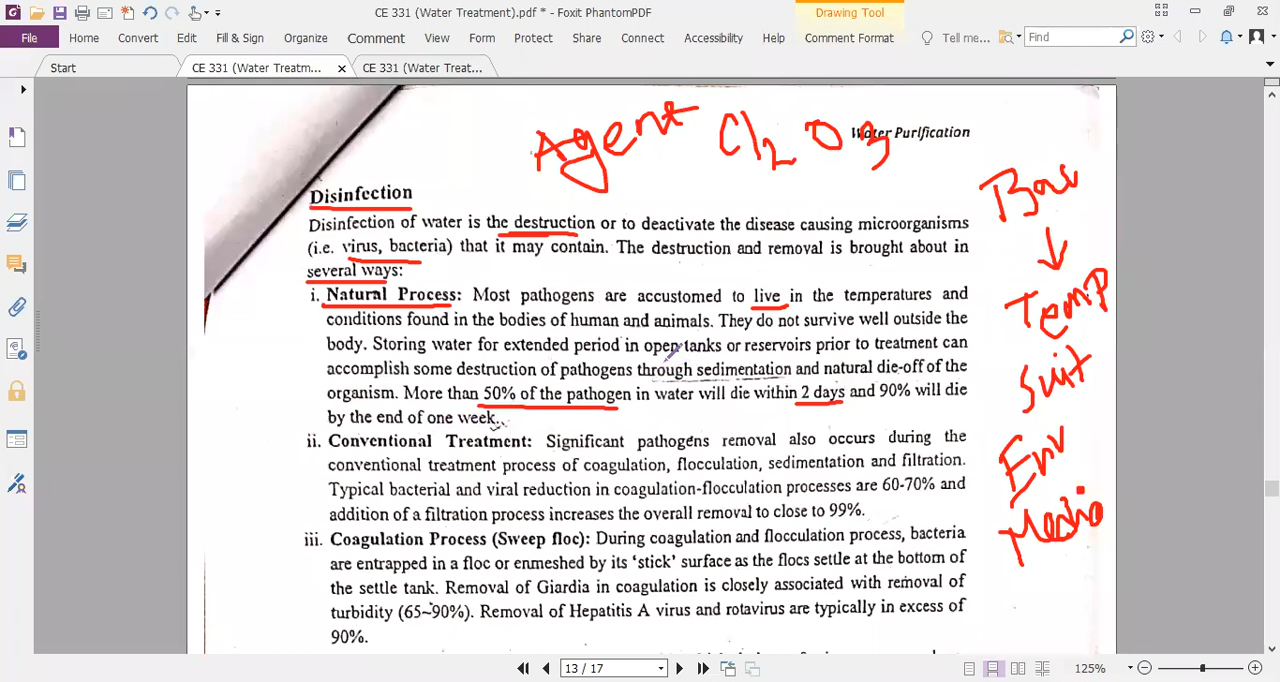 CE 331 (Water Treatment).pdf * - Foxit PhantomPDF
Drawing Tool
File Home Convert Edit Fill & Sign Organize Comment View Form Protect Share Connect Accessibility Help Comment Format Tell me... Find
Start CE 331 (Water Treatm... CE 331 (Water Treat...
Agent Cl2 O3
Water Purification
Disinfection
Disinfection of water is the destruction or to deactivate the disease causing microorganisms
(i.e. virus, bacteria) that it may contain. The destruction and removal is brought about in
several ways:
i. Natural Process: Most pathogens are accustomed to live in the temperatures and
conditions found in the bodies of human and animals. They do not survive well outside the
body. Storing water for extended period in open tanks or reservoirs prior to treatment can
accomplish some destruction of pathogens through sedimentation and natural die-off of the
organism. More than 50% of the pathogen in water will die within 2 days and 90% will die
by the end of one week.
ii. Conventional Treatment: Significant pathogens removal also occurs during the
conventional treatment process of coagulation, flocculation, sedimentation and filtration.
Typical bacterial and viral reduction in coagulation-flocculation processes are 60-70% and
addition of a filtration process increases the overall removal to close to 99%.
iii. Coagulation Process (Sweep floc): During coagulation and flocculation process, bacteria
are entrapped in a floc or enmeshed by its 'stick' surface as the flocs settle at the bottom of
the settle tank. Removal of Giardia in coagulation is closely associated with removal of
turbidity (65~90%). Removal of Hepatitis A virus and rotavirus are typically in excess of
90%.
Bac
Temp
Suit
Env
13 / 17
125%